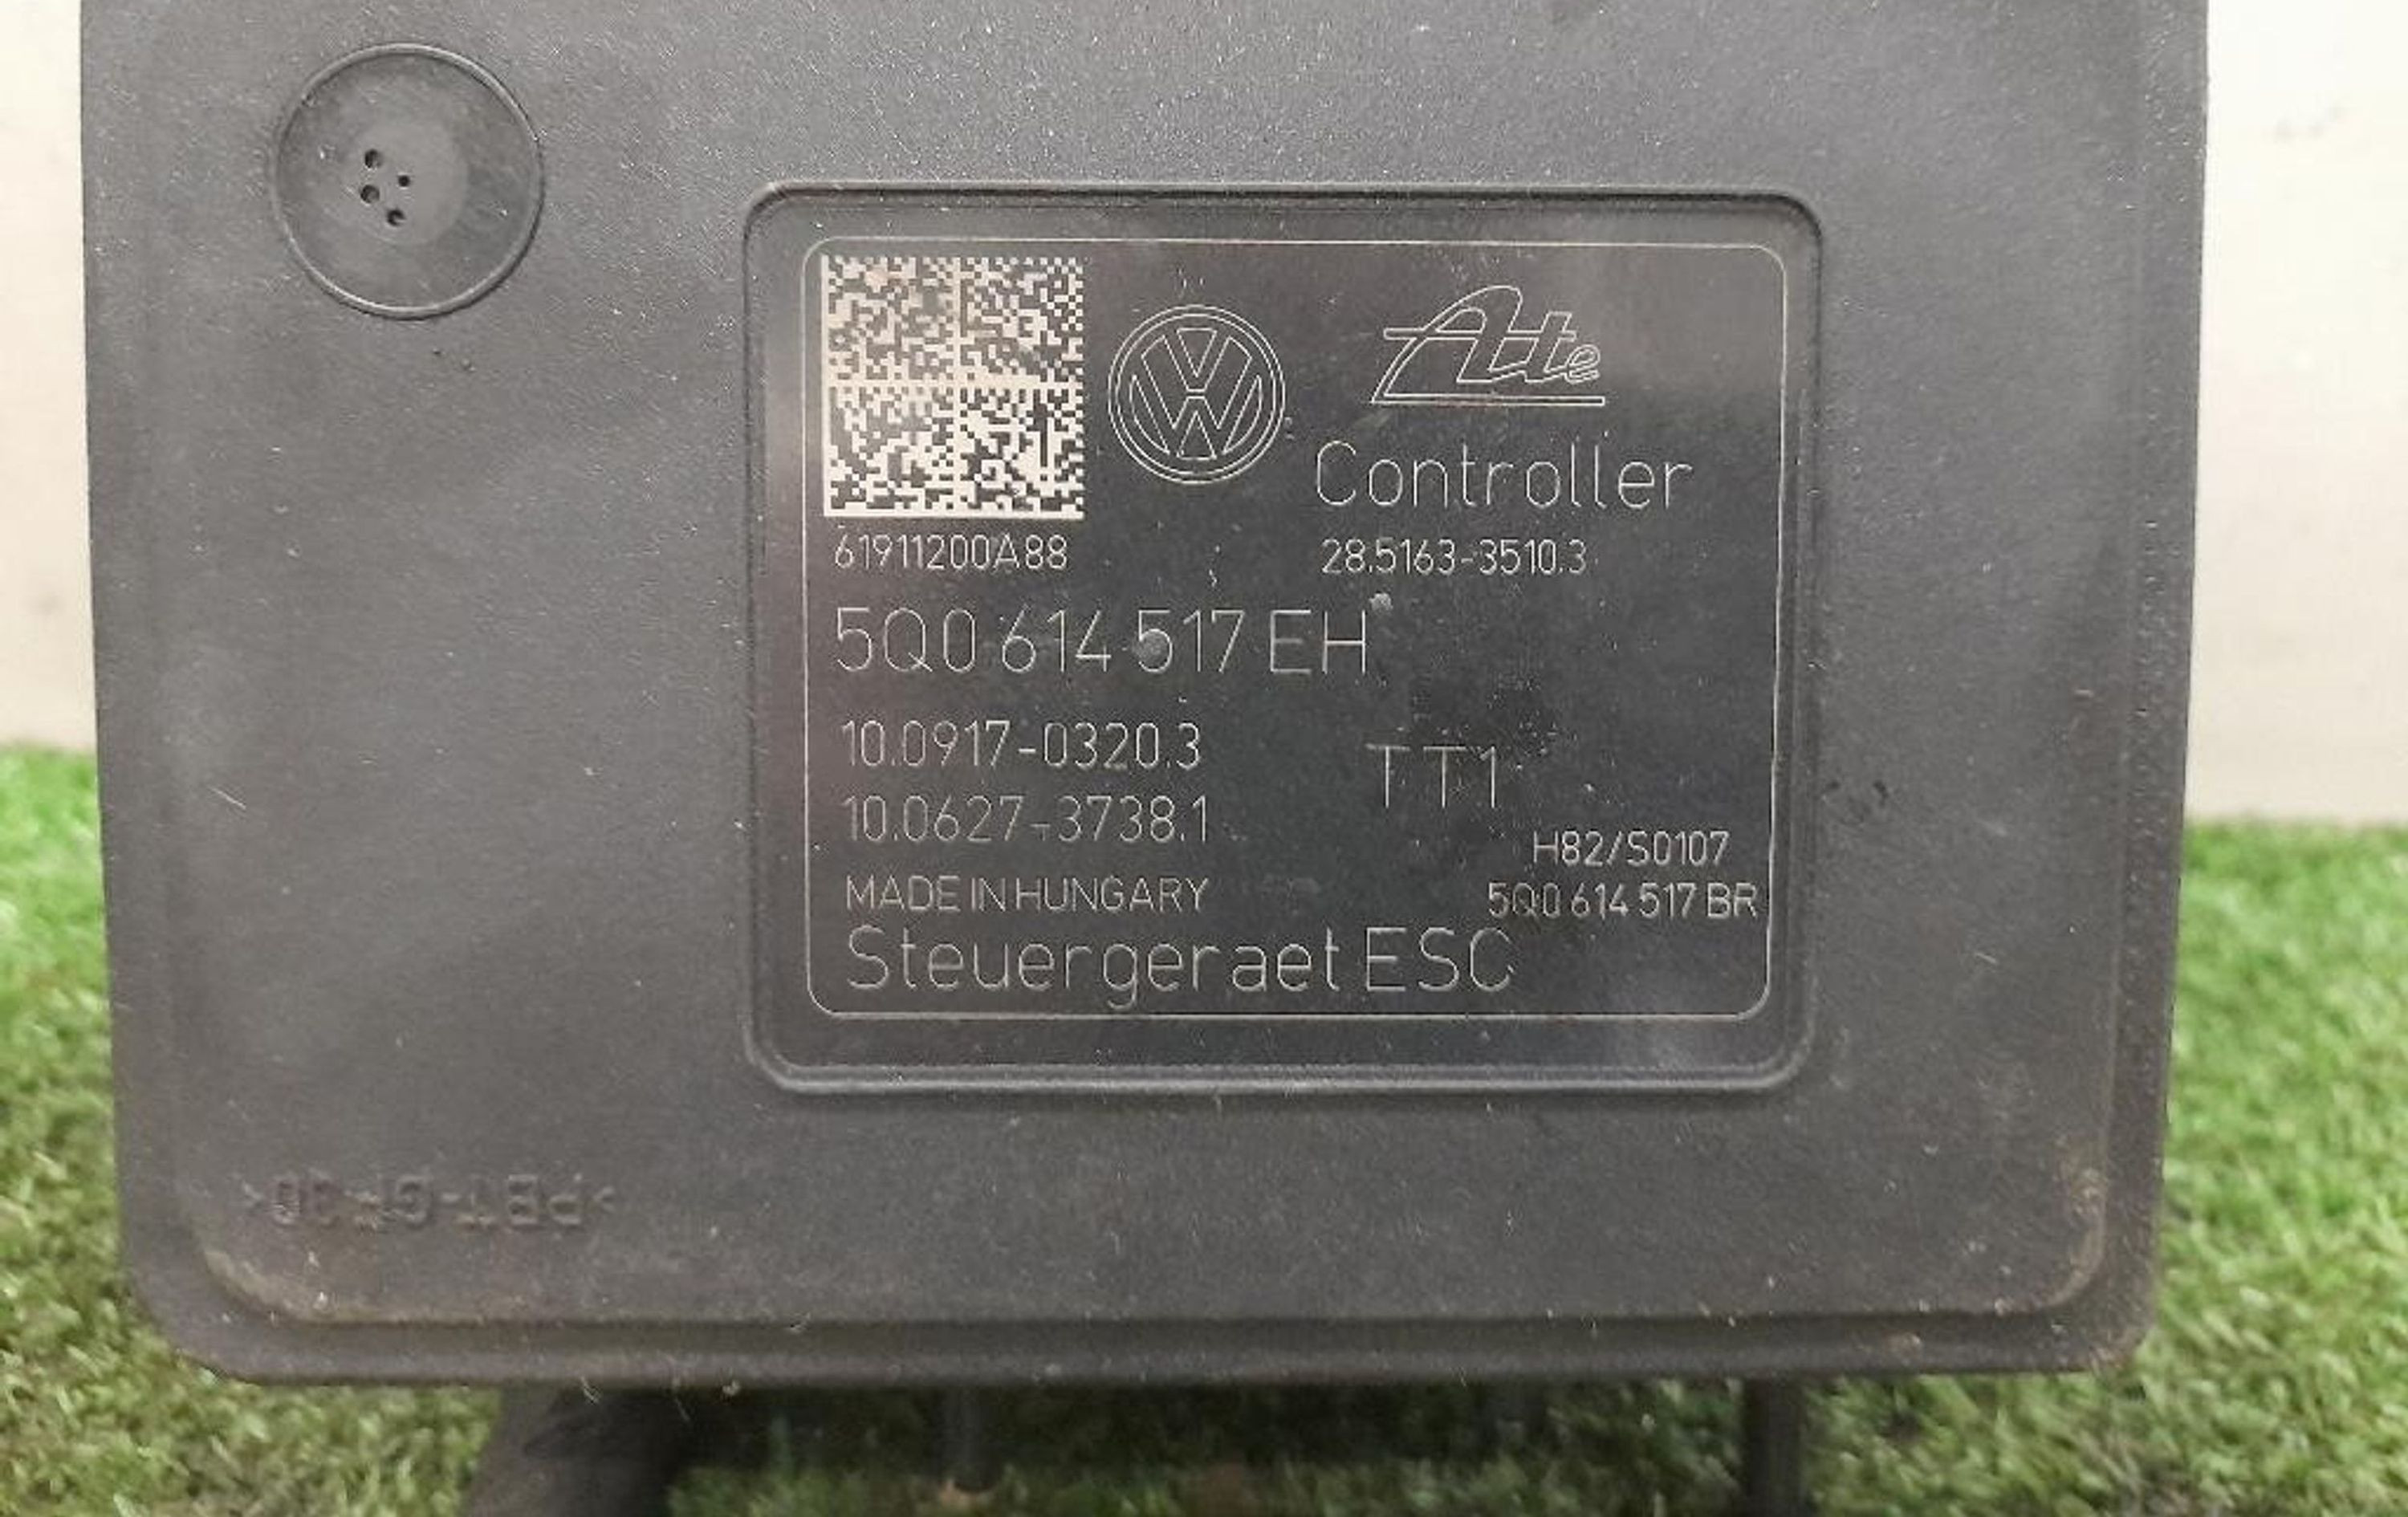 Ate
Controller
61911200A88
28.5163-3510.3
5Q0 614 517 EH
10.0917-0320.3
TT1
10.0627-3738.1
H82/S0107
MADE IN HUNGARY
5Q0 614 517 BR
Steuergeraet ESC
>PBT-GF30<